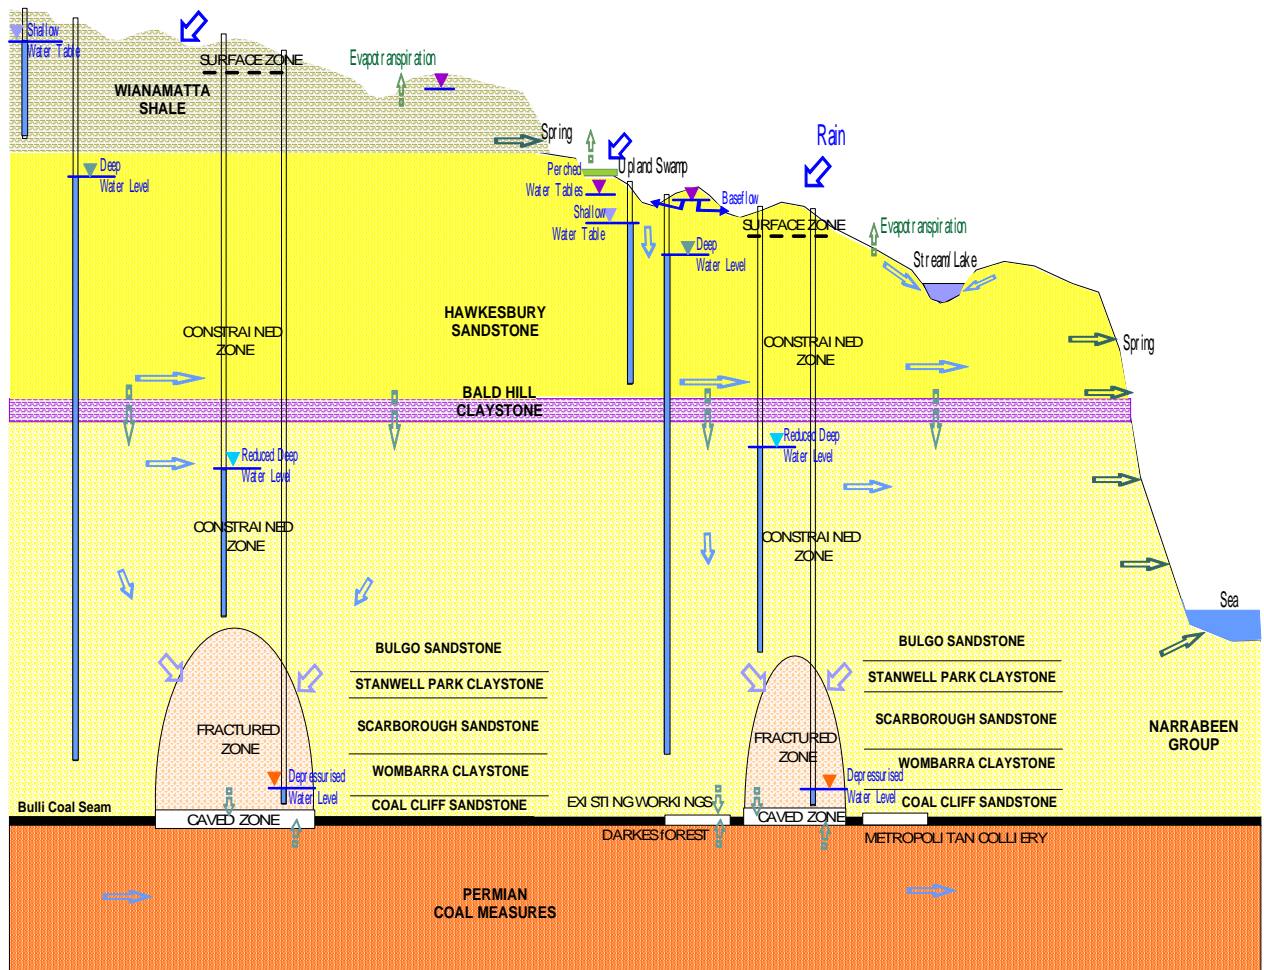 Shallow
Water Table
SURFACE ZONE
Evapotranspiration
WIANAMATTA
SHALE
Spring
Rain
Deep
Water Level
Perched
Water Tables
Upland Swamp
Baseflow
Shallow
Water Table
SURFACE ZONE
Evapotranspiration
Deep
Water Level
Stream/Lake
HAWKESBURY
SANDSTONE
CONSTRAINED
ZONE
CONSTRAINED
ZONE
Spring
BALD HILL
CLAYSTONE
Reduced Deep
Water Level
Reduced Deep
Water Level
CONSTRAINED
ZONE
CONSTRAINED
ZONE
Sea
BULGO SANDSTONE
STANWELL PARK CLAYSTONE
SCARBOROUGH SANDSTONE
WOMBARRA CLAYSTONE
COAL CLIFF SANDSTONE
BULGO SANDSTONE
STANWELL PARK CLAYSTONE
SCARBOROUGH SANDSTONE
WOMBARRA CLAYSTONE
COAL CLIFF SANDSTONE
NARRABEEN
GROUP
FRACTURED
ZONE
FRACTURED
ZONE
Depressurised
Water Level
Depressurised
Water Level
Bulli Coal Seam
CAVED ZONE
EXISTING WORKINGS
DARKES fOREST
CAVED ZONE
METROPOLITAN COLLIERY
PERMIAN
COAL MEASURES